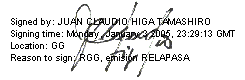 Signed by: JUAN CLAUDIO HIGA TAMASHIRO
Signing time: Monday, January 2005, 23:29:13 GMT
Location: GG
Reason to sign: RGG, emision RELAPASA